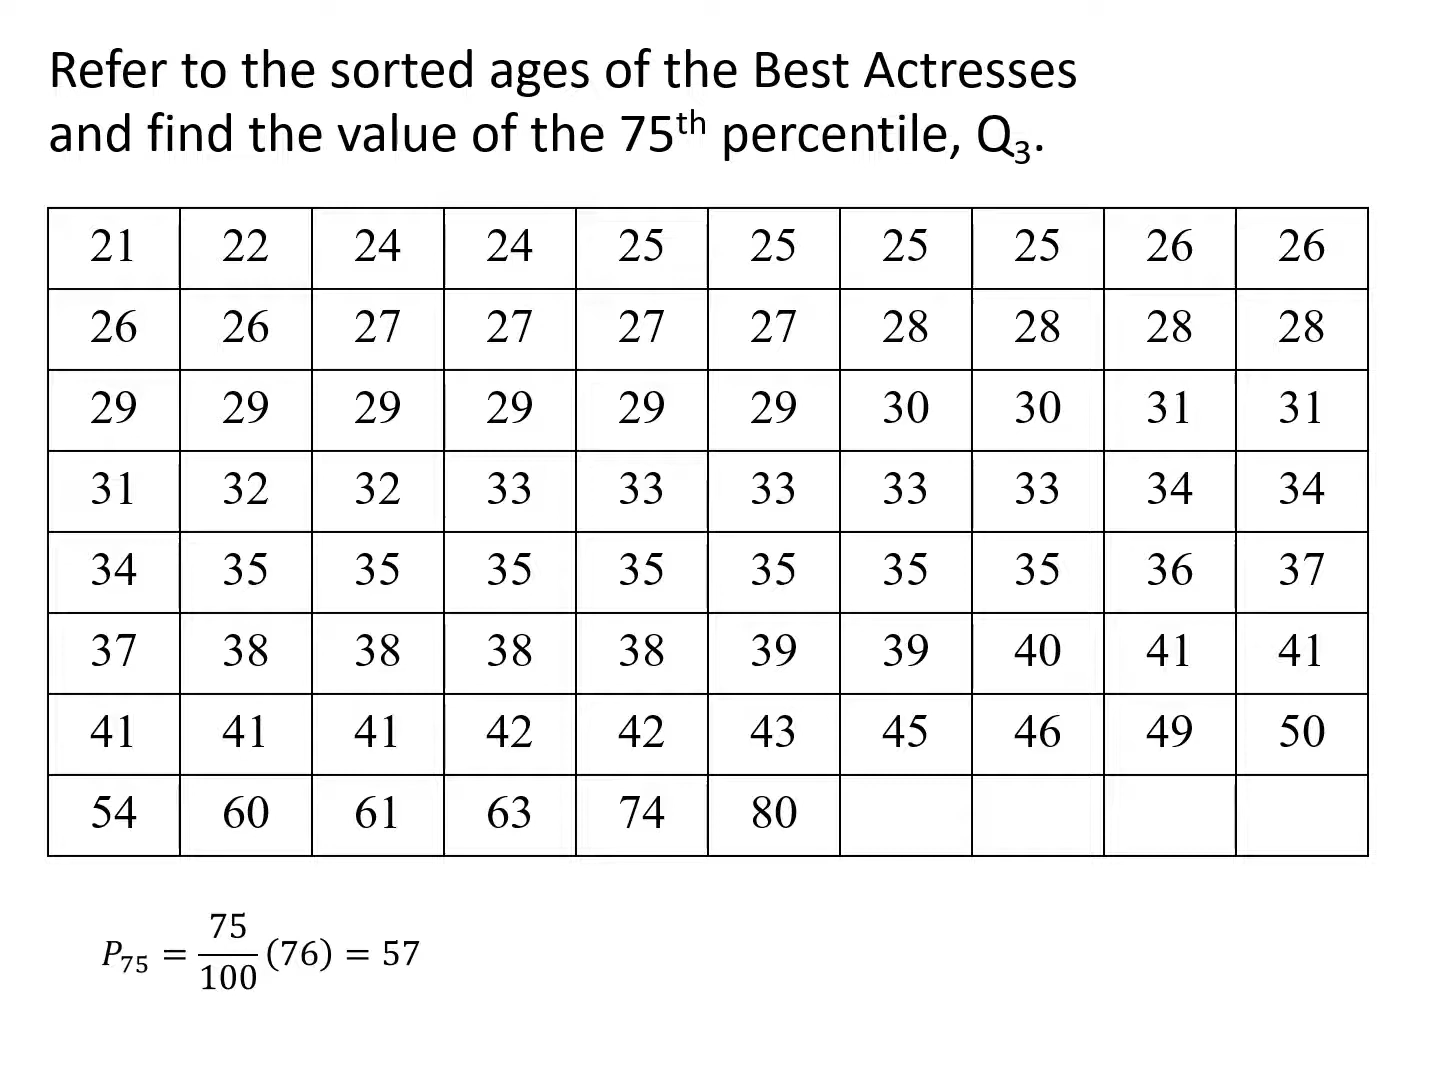 Refer to the sorted ages of the Best Actresses
and find the value of the 75th percentile, Q₃.
21 22 24 24 25 25 25 25 26 26
26 26 27 27 27 27 28 28 28 28
29 29 29 29 29 29 30 30 31 31
31 32 32 33 33 33 33 33 34 34
34 35 35 35 35 35 35 35 36 37
37 38 38 38 38 39 39 40 41 41
41 41 41 42 42 43 45 46 49 50
54 60 61 63 74 80
P₇₅ = 75/100 (76) = 57